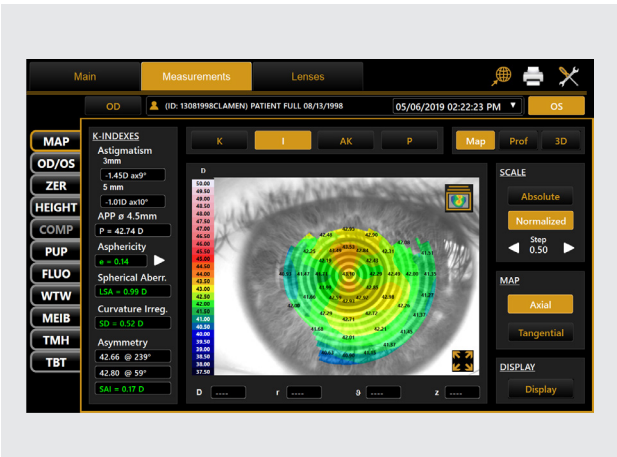 Main
Measurements
Lenses
OD
(ID: 13081998CLAMEN) PATIENT FULL 08/13/1998
05/06/2019 02:22:23 PM ▼
OS
MAP
OD/OS
ZER
HEIGHT
COMP
PUP
FLUO
WTW
MEIB
TMH
TBT
K-INDEXES
Astigmatism
3mm
-1.45D ax9°
5 mm
-1.01D ax10°
APP ø 4.5mm
P = 42.74 D
Asphericity
e = 0.14
Spherical Aberr.
LSA = 0.99 D
Curvature Irreg.
SD = 0.52 D
Asymmetry
42.66 @ 239°
42.80 @ 59°
SAI = 0.17 D
K
I
AK
P
Map
Prof
3D
D
50.00
49.50
49.00
48.50
48.00
47.50
47.00
46.50
46.00
45.50
45.00
44.50
44.00
43.50
43.00
42.50
42.00
41.50
41.00
40.50
40.00
39.50
39.00
38.50
38.00
37.50
D ----
r ----
ϑ ----
z ----
SCALE
Absolute
Normalized
Step
0.50
MAP
Axial
Tangential
DISPLAY
Display